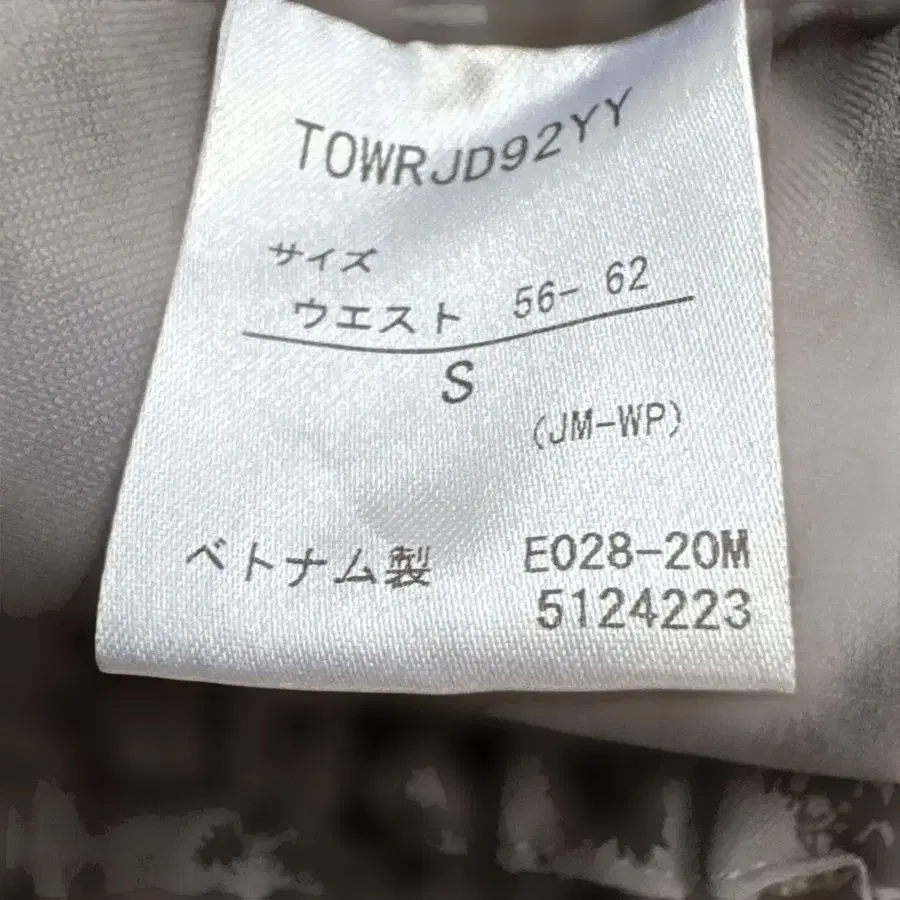 TOWRJD92YY
サイズ
ウエスト 56- 62
S
(JM-WP)
ベトナム製 E028-20M
5124223